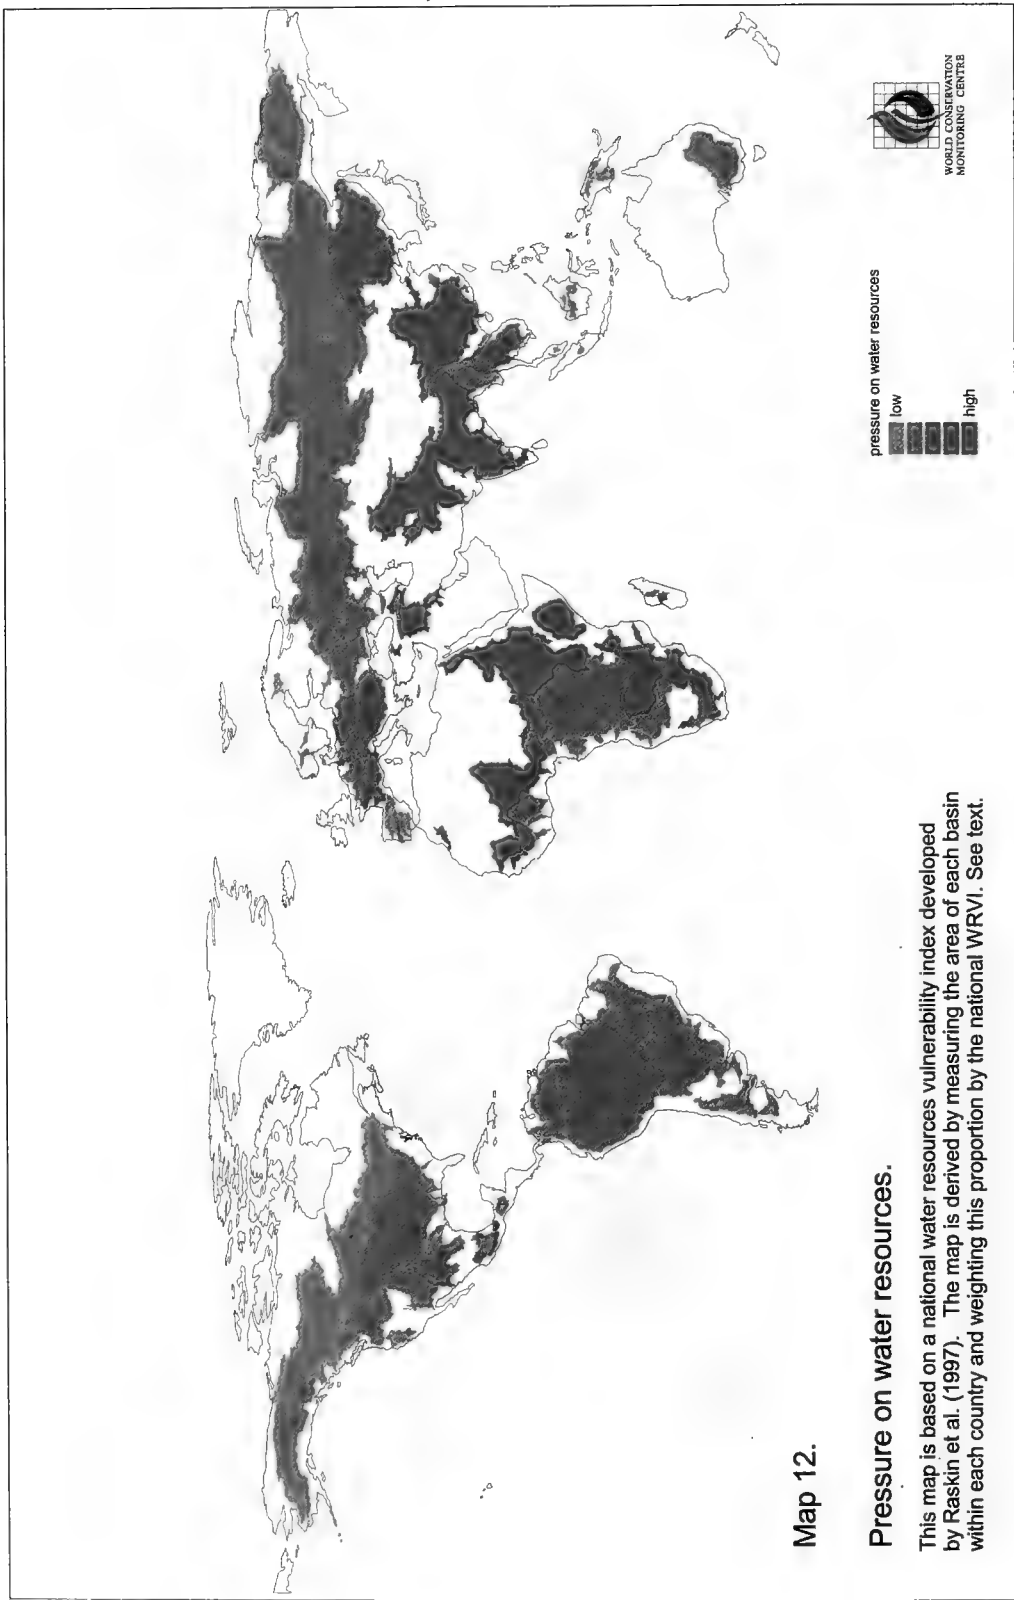 Map 12.
Pressure on water resources.
This map is based on a national water resources vulnerability index developed
by Raskin et al. (1997). The map is derived by measuring the area of each basin
within each country and weighting this proportion by the national WRVI. See text.
pressure on water resources
low
high
WORLD CONSERVATION
MONITORING CENTRE